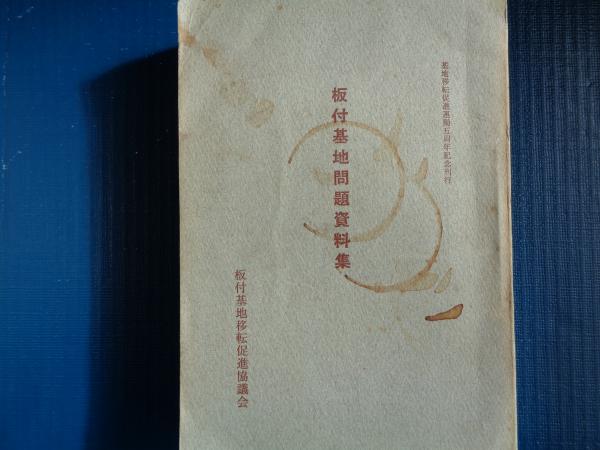 基地移転促進運動五周年記念刊行
板付基地問題資料集
板付基地移転促進協議会